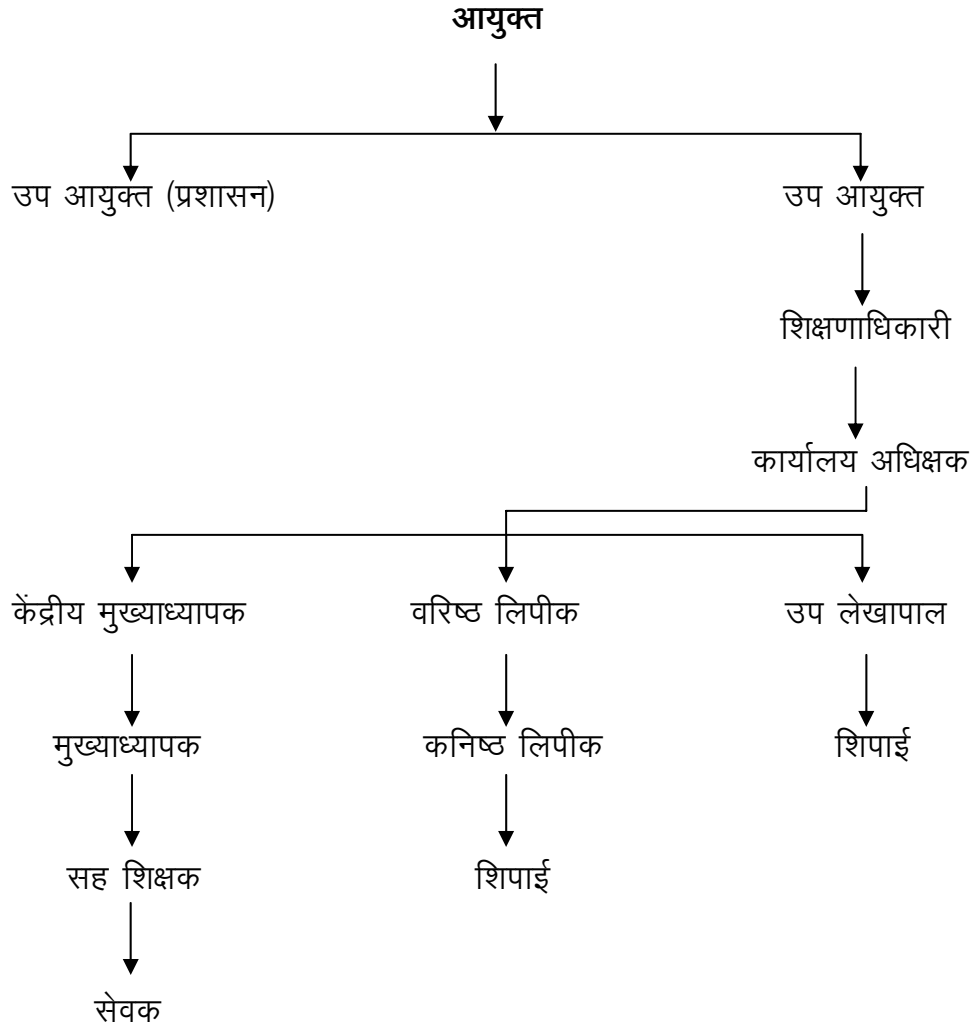 आयुक्त
उप आयुक्त (प्रशासन) उप आयुक्त
शिक्षणाधिकारी
कार्यालय अधिक्षक
केंद्रीय मुख्याध्यापक वरिष्ठ लिपीक उप लेखापाल
मुख्याध्यापक कनिष्ठ लिपीक शिपाई
सह शिक्षक शिपाई
सेवक